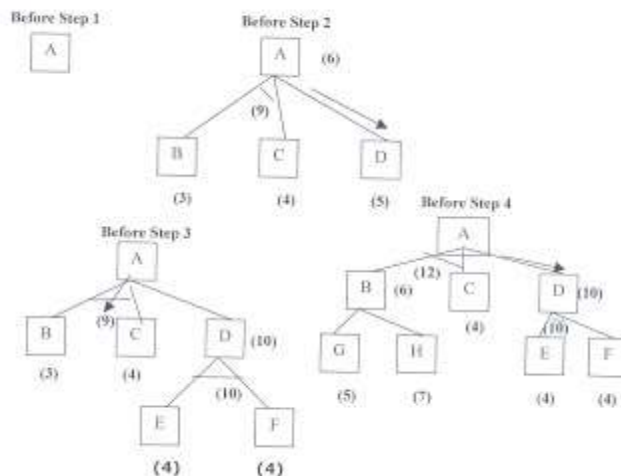 Before Step 1
A
Before Step 2
A (6)
(9)
B C D
(3) (4) (5)
Before Step 3
A
(9)
B C D (10)
(3) (4)
(10)
E F
(4) (4)
Before Step 4
A
(12)
B (6) C D (10)
(4) (10)
G H E F
(5) (7) (4) (4)